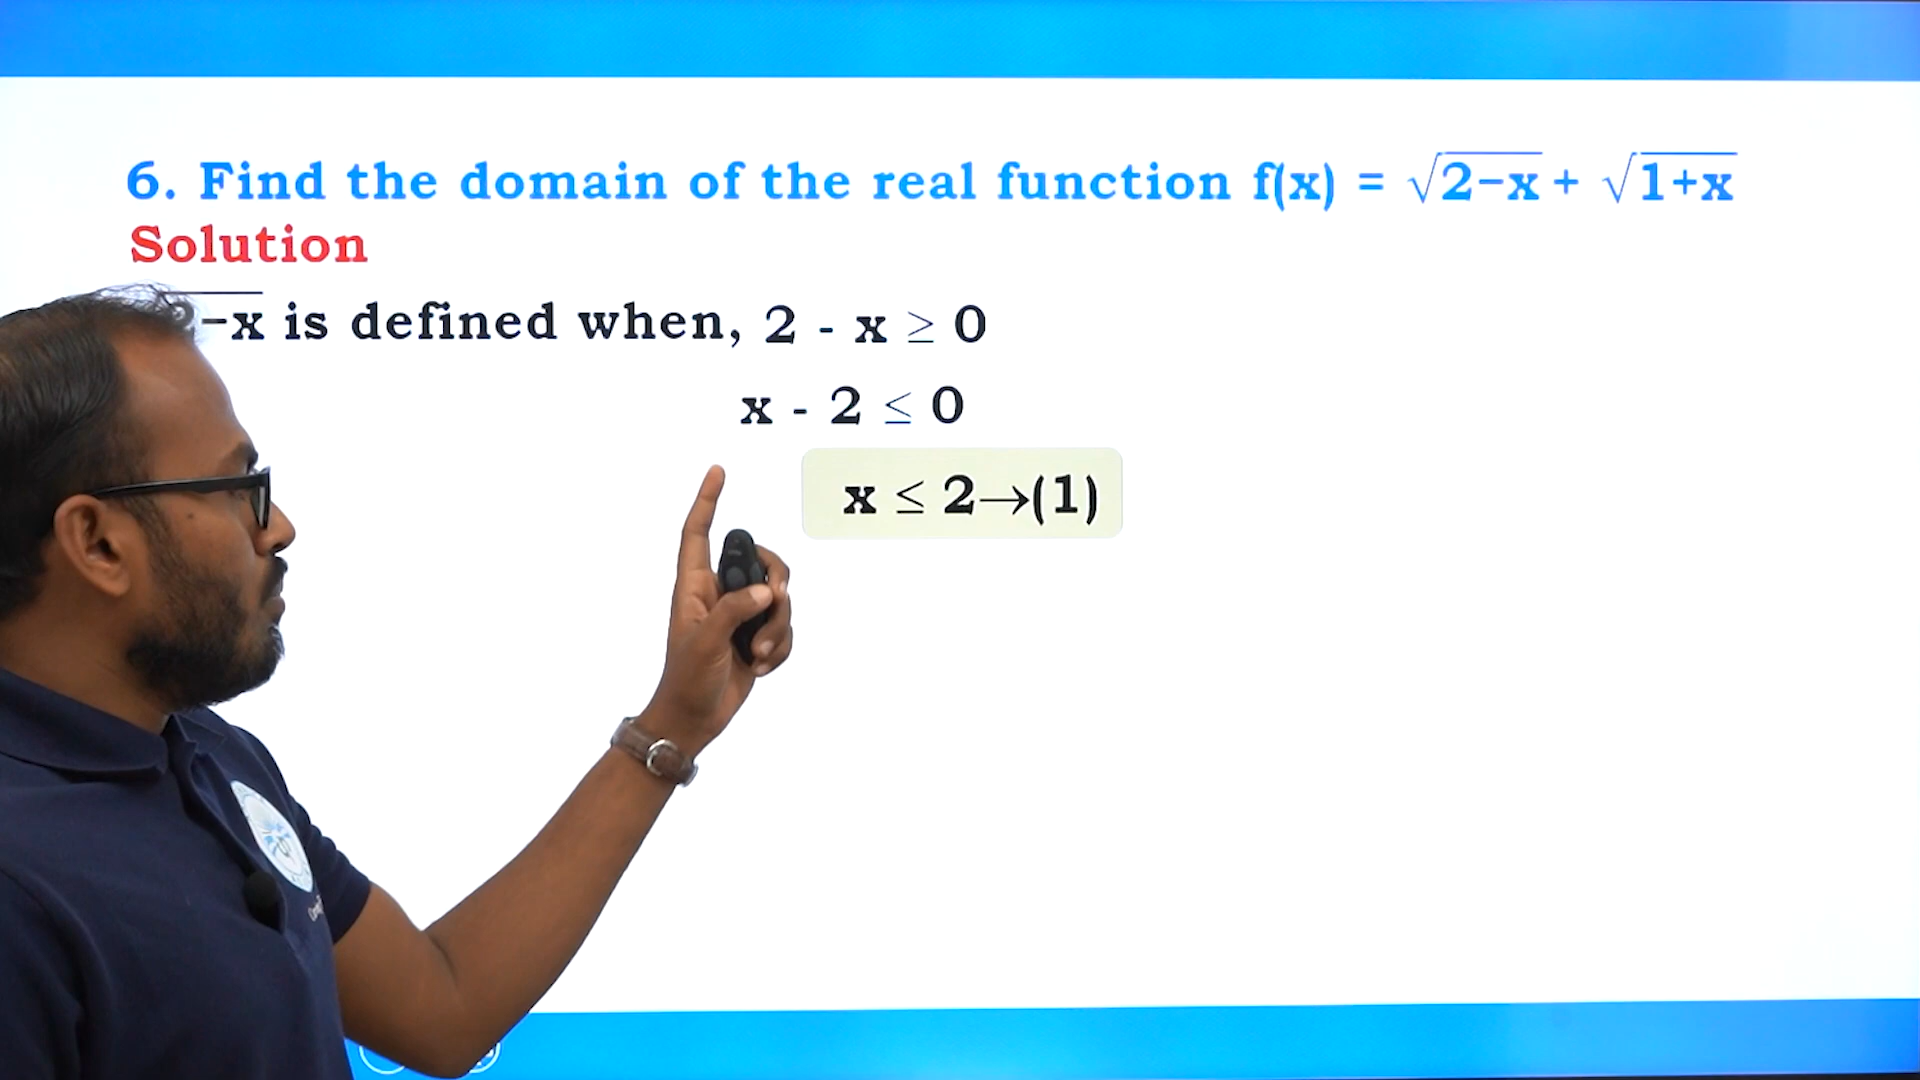 6. Find the domain of the real function f(x) = √2-x + √1+x
Solution
-x is defined when, 2 - x ≥ 0
x - 2 ≤ 0
x ≤ 2→(1)